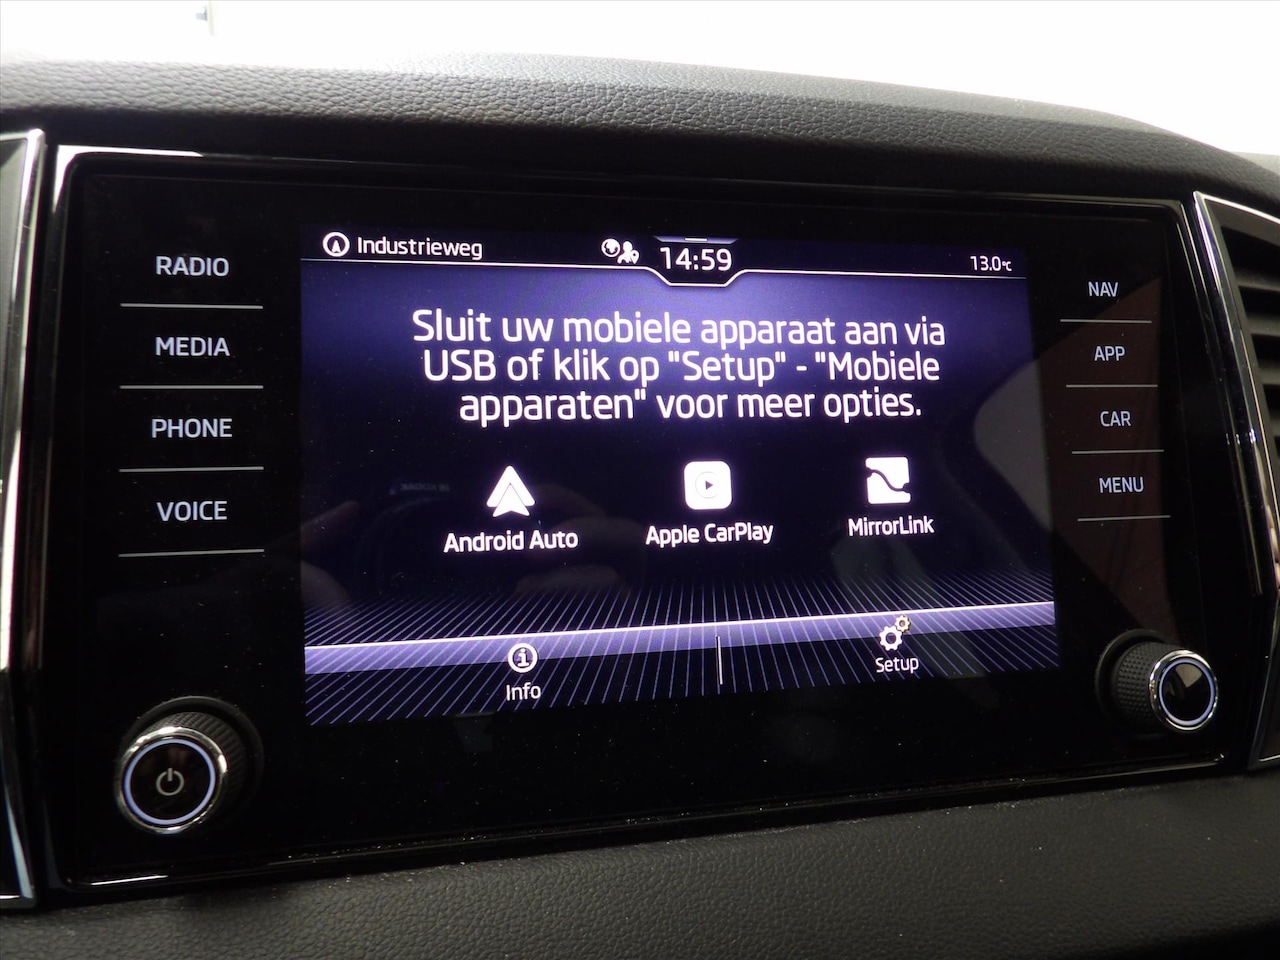 Industrieweg
14:59
13.0°C
RADIO
MEDIA
PHONE
VOICE
Sluit uw mobiele apparaat aan via
USB of klik op "Setup" - "Mobiele
apparaten" voor meer opties.
Android Auto
Apple CarPlay
MirrorLink
Info
Setup
NAV
APP
CAR
MENU